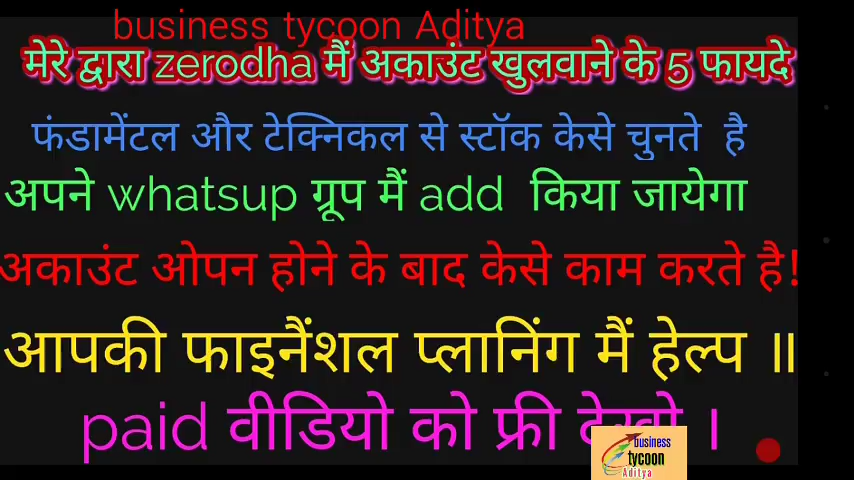 business tycoon Aditya
मेरे द्वारा zerodha मैं अकाउंट खुलवाने के 5 फायदे
फंडामेंटल और टेक्निकल से स्टॉक केसे चुनते है
अपने whatsup ग्रूप मैं add किया जायेगा
अकाउंट ओपन होने के बाद केसे काम करते है!
आपकी फाइनैंशल प्लानिंग मैं हेल्प ॥
paid वीडियो को फ्री देखो ।
business
tycoon
Aditya